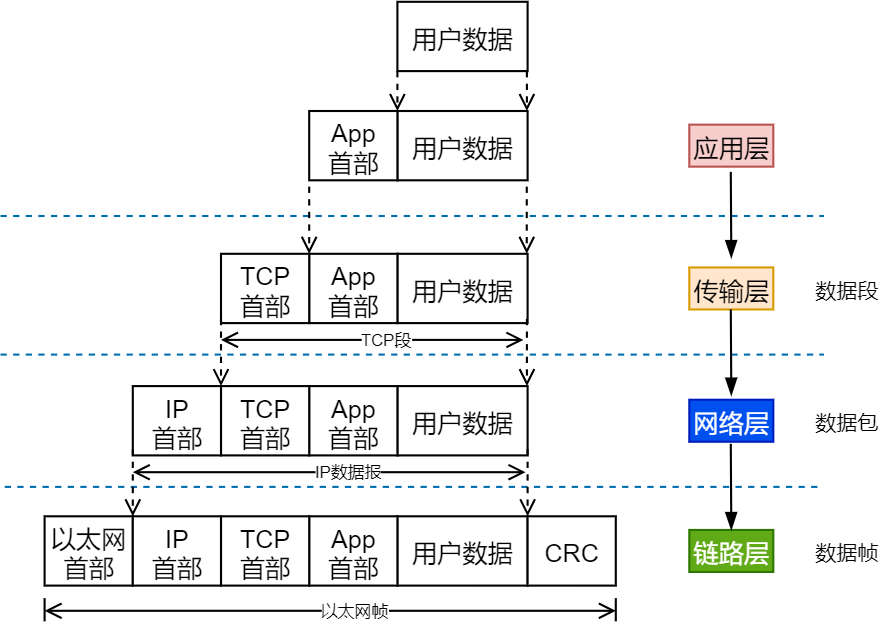 用户数据
App
首部
用户数据
应用层
TCP
首部
App
首部
用户数据
传输层
数据段
TCP段
IP
首部
TCP
首部
App
首部
用户数据
网络层
数据包
IP数据报
以太网
首部
IP
首部
TCP
首部
App
首部
用户数据
CRC
链路层
数据帧
以太网帧